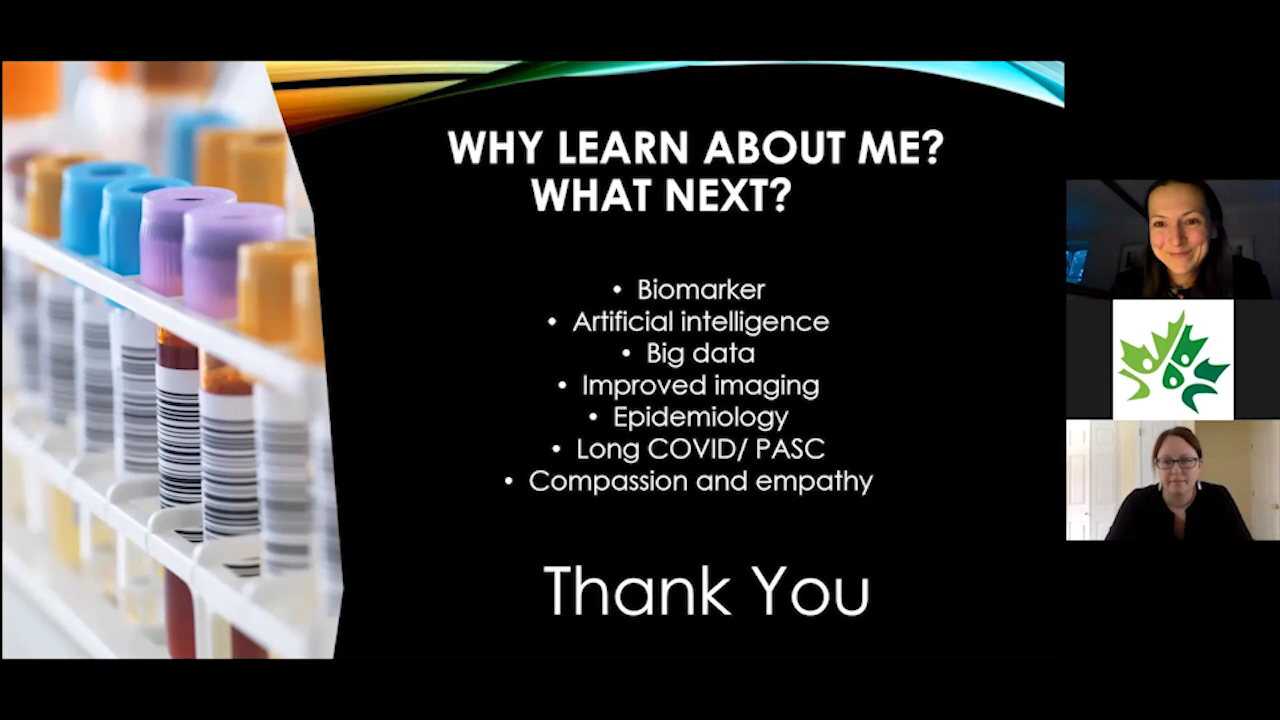 WHY LEARN ABOUT ME?
WHAT NEXT?
• Biomarker
• Artificial intelligence
• Big data
• Improved imaging
• Epidemiology
• Long COVID/ PASC
• Compassion and empathy
Thank You